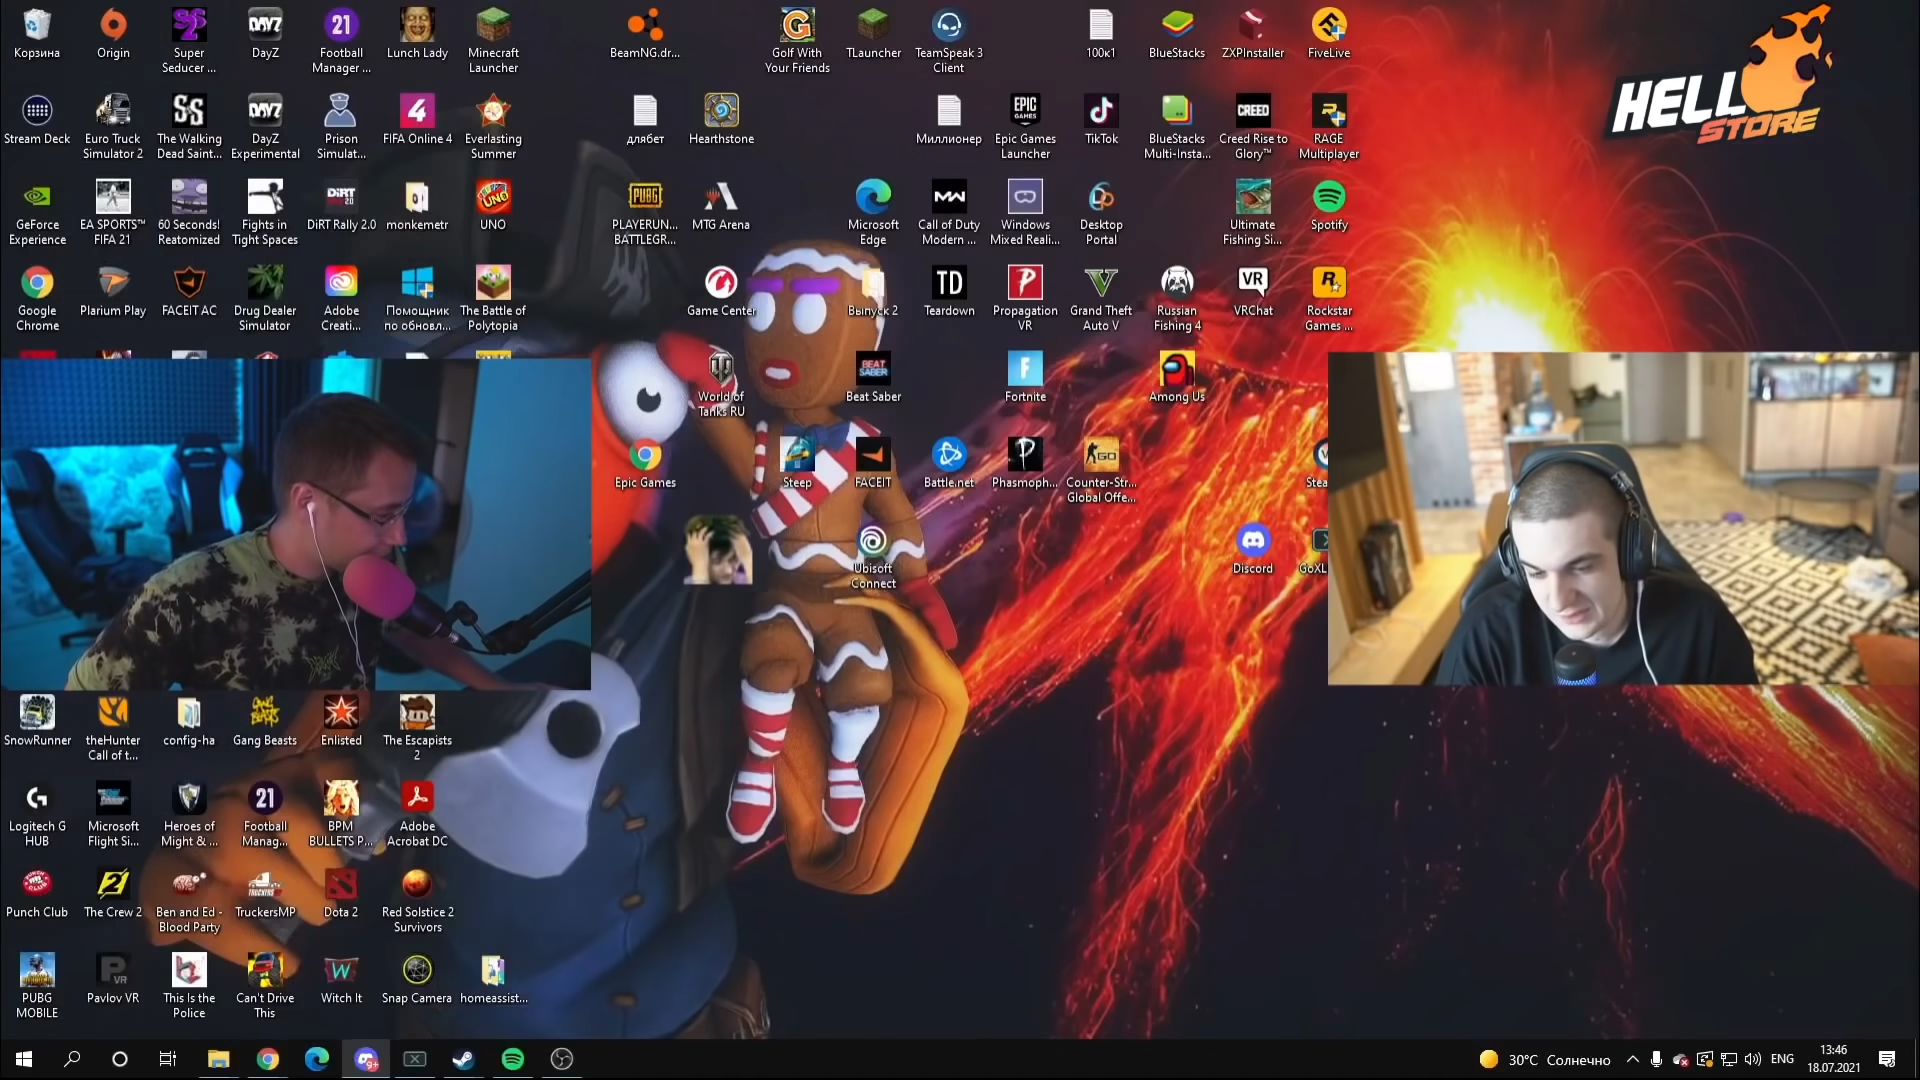 Корзина
Origin
Super
Seducer ...
DayZ
Football
Manager ...
Lunch Lady
Minecraft
Launcher
BeamNG.dr...
Golf With
Your Friends
TLauncher
TeamSpeak 3
Client
100к1
BlueStacks
ZXPInstaller
FiveLive
HELL
STORE
Stream Deck
Euro Truck
Simulator 2
The Walking
Dead Saint...
DayZ
Experimental
Prison
Simulat...
FIFA Online 4
Everlasting
Summer
длябет
Hearthstone
Миллионер
Epic Games
Launcher
TikTok
BlueStacks
Multi-Insta...
Creed Rise to
Glory™
RAGE
Multiplayer
GeForce
Experience
EA SPORTS™
FIFA 21
60 Seconds!
Reatomized
Fights in
Tight Spaces
DiRT Rally 2.0
monkemetr
UNO
PLAYERUN...
BATTLEGR...
MTG Arena
Microsoft
Edge
Call of Duty
Modern ...
Windows
Mixed Reali...
Desktop
Portal
Ultimate
Fishing Si...
Spotify
Google
Chrome
Plarium Play
FACEIT AC
Drug Dealer
Simulator
Adobe
Creati...
Помощник
по обновл...
The Battle of
Polytopia
Game Center
Выпуск 2
Teardown
Propagation
VR
Grand Theft
Auto V
Russian
Fishing 4
VRChat
Rockstar
Games ...
World of
Tanks RU
Beat Saber
Fortnite
Among Us
Epic Games
Steep
FACEIT
Battle.net
Phasmoph...
Counter-Str...
Global Offe...
Stea
Ubisoft
Connect
Discord
GoXL
SnowRunner
theHunter
Call of t...
config-ha
Gang Beasts
Enlisted
The Escapists
2
Logitech G
HUB
Microsoft
Flight Si...
Heroes of
Might & ...
Football
Manag...
BPM
BULLETS P...
Adobe
Acrobat DC
Punch Club
The Crew 2
Ben and Ed -
Blood Party
TruckersMP
Dota 2
Red Solstice 2
Survivors
PUBG
MOBILE
Pavlov VR
This Is the
Police
Can't Drive
This
Witch It
Snap Camera
homeassist...
30°C Солнечно
ENG
13:46
18.07.2021